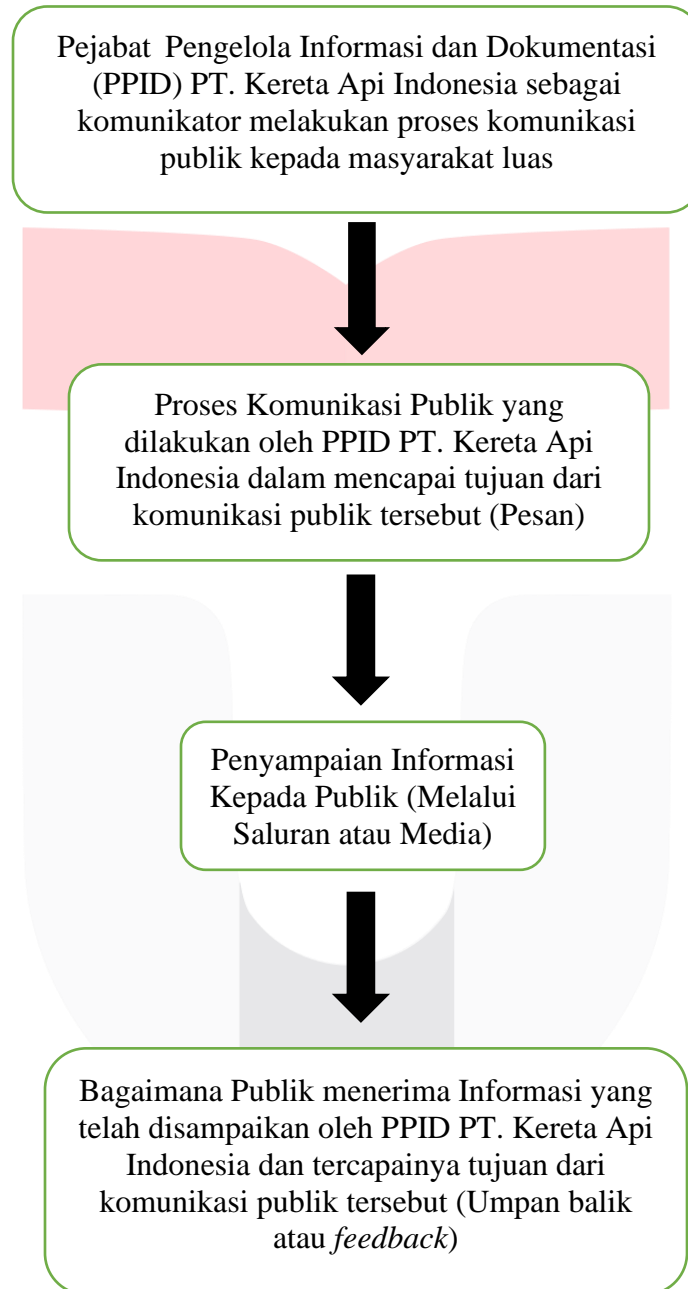 Pejabat Pengelola Informasi dan Dokumentasi
(PPID) PT. Kereta Api Indonesia sebagai
komunikator melakukan proses komunikasi
publik kepada masyarakat luas
Proses Komunikasi Publik yang
dilakukan oleh PPID PT. Kereta Api
Indonesia dalam mencapai tujuan dari
komunikasi publik tersebut (Pesan)
Penyampaian Informasi
Kepada Publik (Melalui
Saluran atau Media)
Bagaimana Publik menerima Informasi yang
telah disampaikan oleh PPID PT. Kereta Api
Indonesia dan tercapainya tujuan dari
komunikasi publik tersebut (Umpan balik
atau feedback)